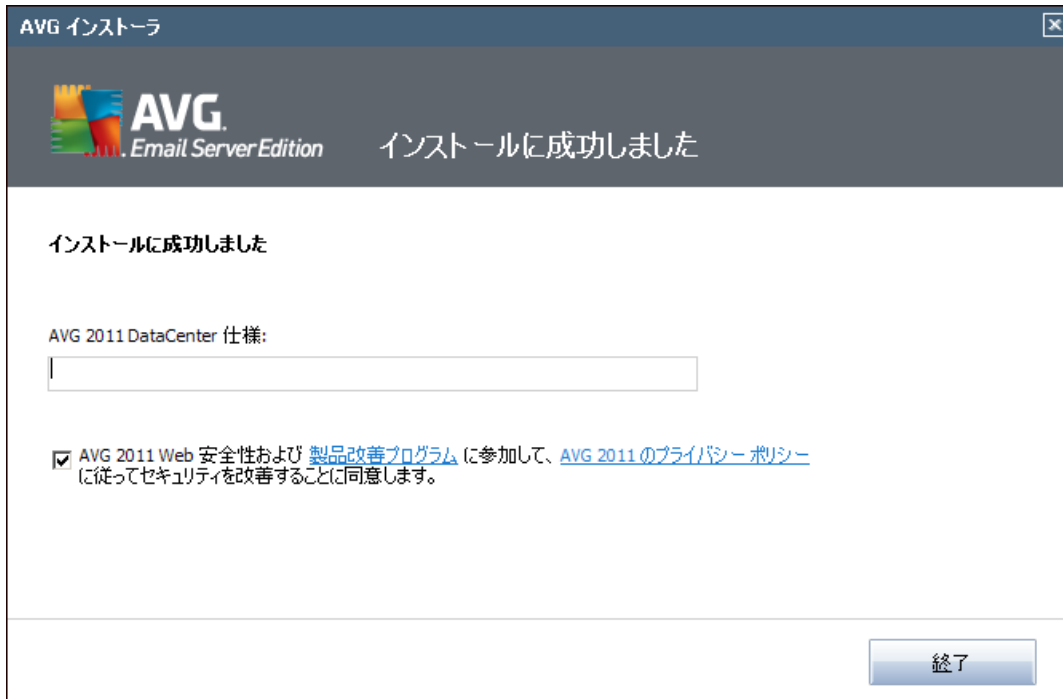 AVG インストーラ
AVG.
Email Server Edition
インストールに成功しました
インストールに成功しました
AVG 2011 DataCenter 仕様:
AVG 2011 Web 安全性および 製品改善プログラム に参加して、 AVG 2011 のプライバシー ポリシー
に従ってセキュリティを改善することに同意します。
終了